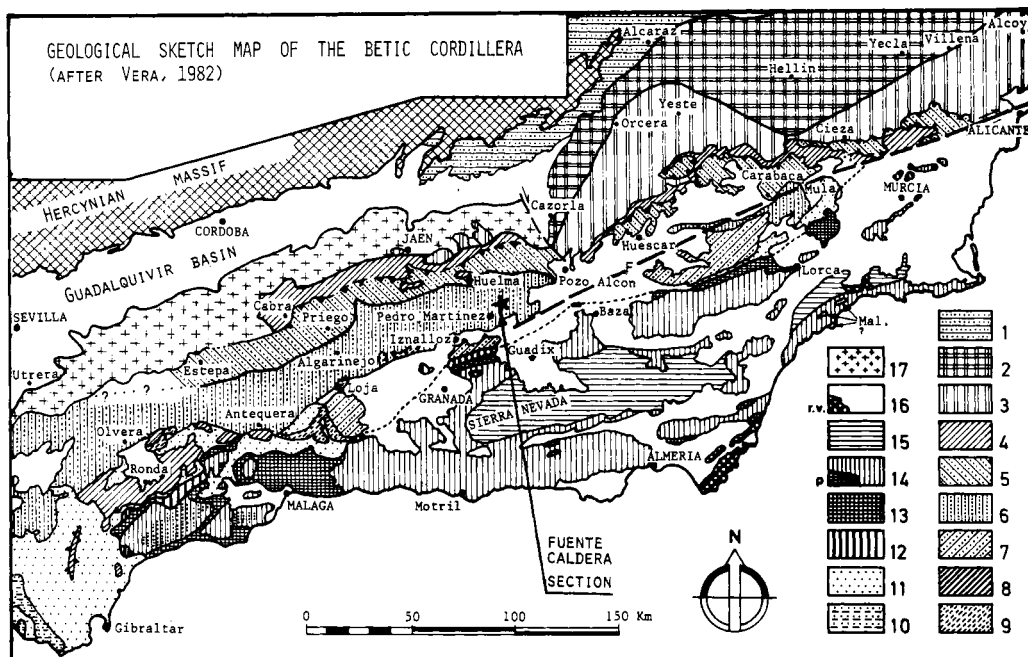 GEOLOGICAL SKETCH MAP OF THE BETIC CORDILLERA
(AFTER VERA, 1982)
Alcoy
Alcaraz
Villena
Yecla
Hellin
Yeste
Orcera
Cieza
ALICANTE
HERCYNIAN MASSIF
Carabaca
Mula
MURCIA
CORDOBA
Cazorla
GUADALQUIVIR BASIN
JAEN
Huescar
F
Huelma
Pozo Alcon
Lorca
SEVILLA
Cabra
Priego
Pedro Martinez
Baza
Mal.
Iznalloz
Guadix
Utrera
Estepa
Algarinejo
? ?
Loja
GRANADA
SIERRA NEVADA
Antequera
Olvera
Ronda
ALMERIA
MALAGA
Motril
FUENTE
CALDERA
SECTION
N
Gibraltar
0 50 100 150 Km
1
17 2
r.w. 16 3
15 4
p 14 5
13 6
12 7
11 8
10 9